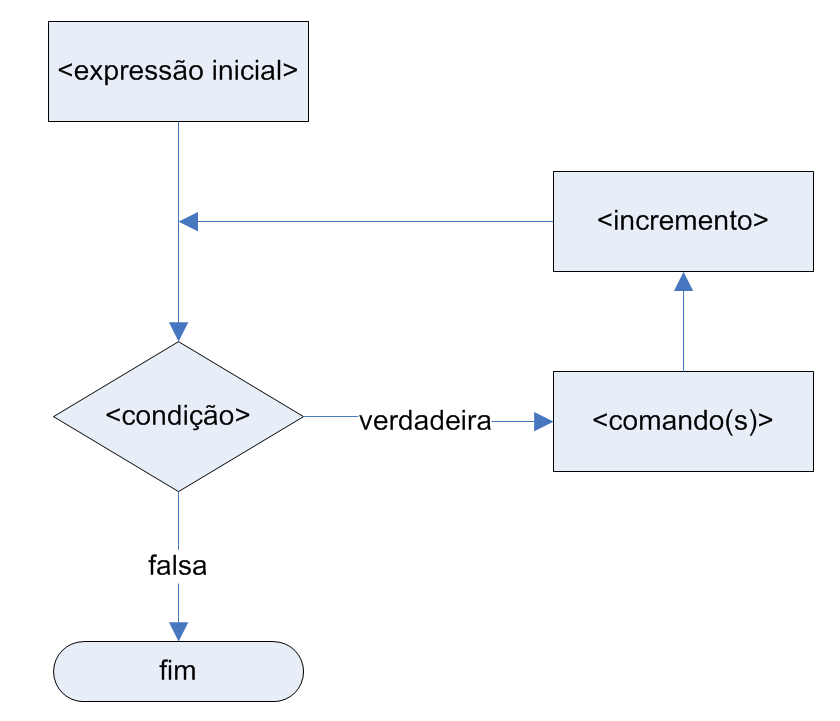 <expressão inicial>
<incremento>
<condição>
verdadeira
<comando(s)>
falsa
fim